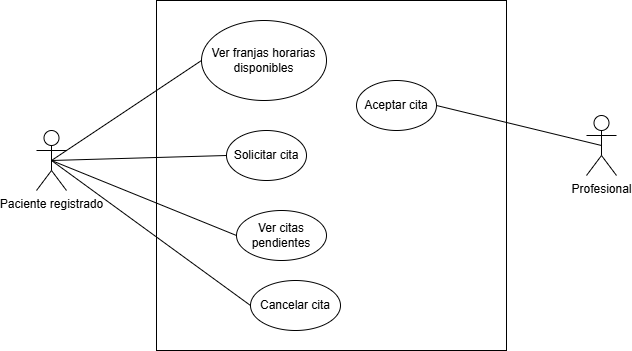 Ver franjas horarias
disponibles
Aceptar cita
Solicitar cita
Paciente registrado
Profesional
Ver citas
pendientes
Cancelar cita